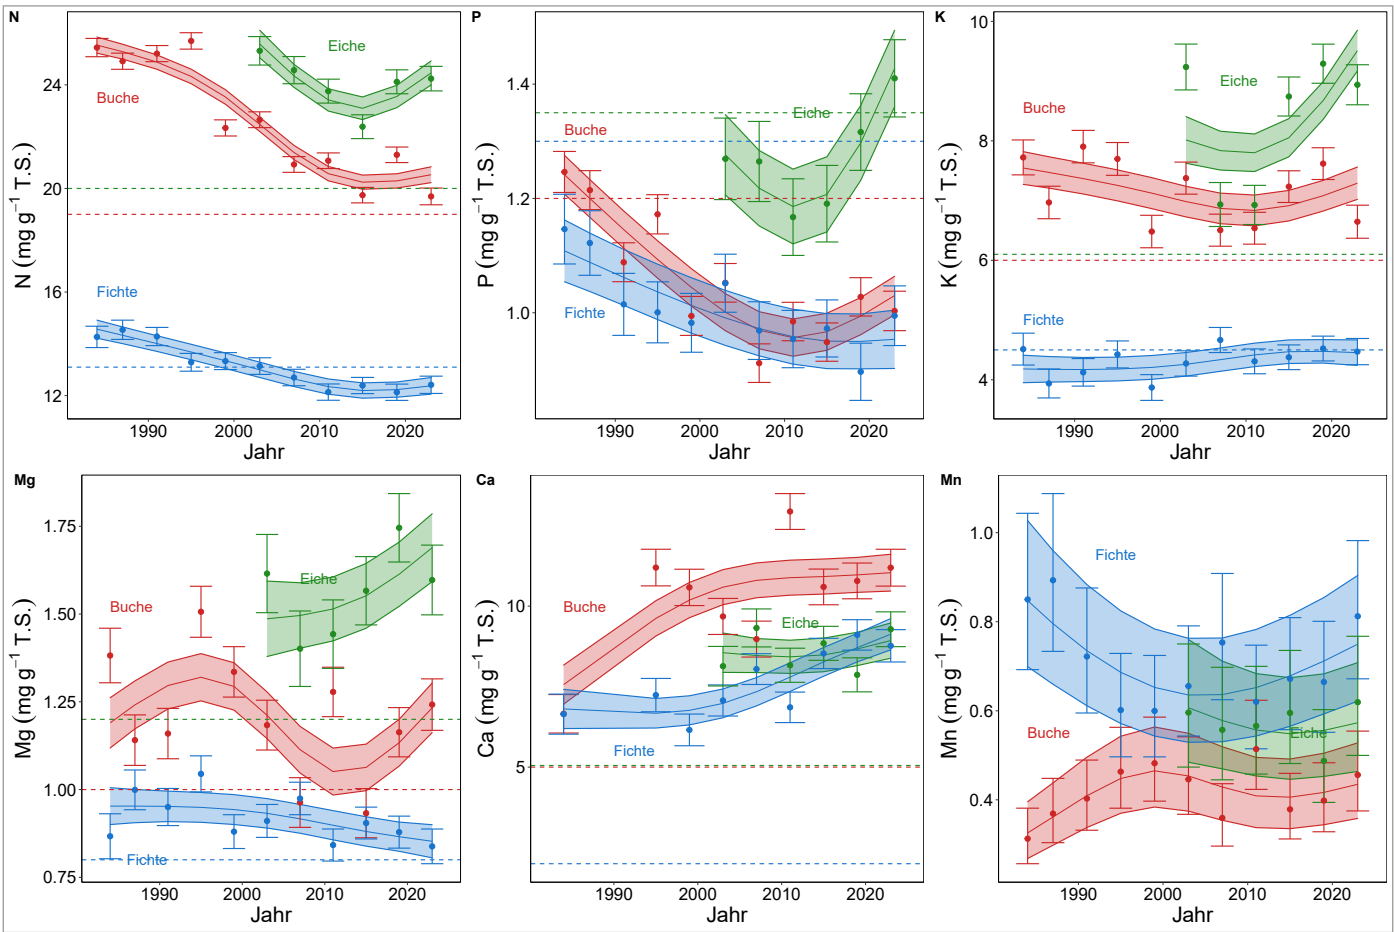 N
N (mg g⁻¹ T.S.)
24
20
16
12
Eiche
Buche
Fichte
1990 2000 2010 2020
Jahr
P
P (mg g⁻¹ T.S.)
1.4
1.2
1.0
Eiche
Buche
Fichte
1990 2000 2010 2020
Jahr
K
K (mg g⁻¹ T.S.)
10
8
6
4
Eiche
Buche
Fichte
1990 2000 2010 2020
Jahr
Mg
Mg (mg g⁻¹ T.S.)
1.75
1.50
1.25
1.00
0.75
Eiche
Buche
Fichte
1990 2000 2010 2020
Jahr
Ca
Ca (mg g⁻¹ T.S.)
10
5
Buche
Eiche
Fichte
1990 2000 2010 2020
Jahr
Mn
Mn (mg g⁻¹ T.S.)
1.0
0.8
0.6
0.4
Fichte
Buche
Eiche
1990 2000 2010 2020
Jahr